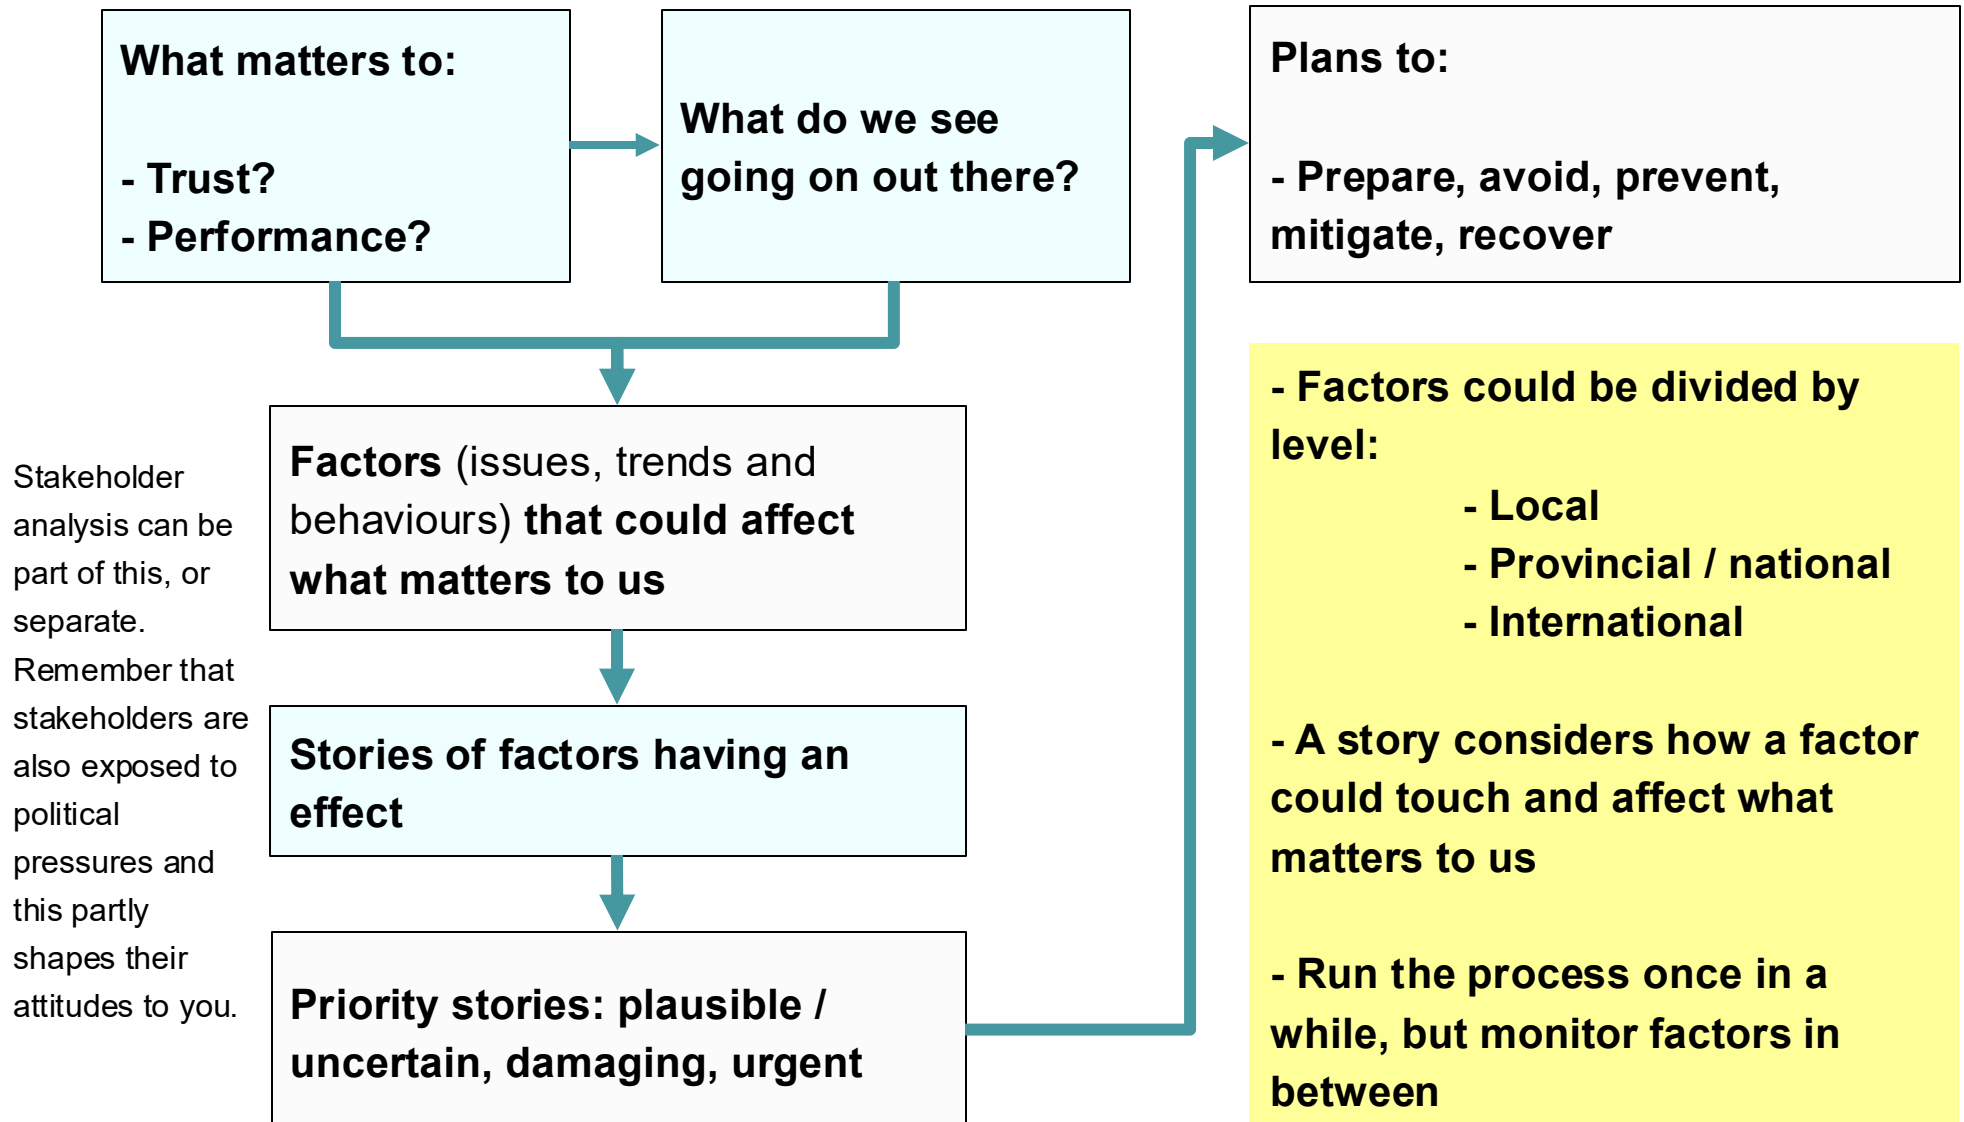 What matters to:
- Trust?
- Performance?
What do we see
going on out there?
Plans to:
- Prepare, avoid, prevent,
mitigate, recover
Stakeholder
analysis can be
part of this, or
separate.
Remember that
stakeholders are
also exposed to
political
pressures and
this partly
shapes their
attitudes to you.
Factors (issues, trends and
behaviours) that could affect
what matters to us
Stories of factors having an
effect
Priority stories: plausible /
uncertain, damaging, urgent
- Factors could be divided by
level:
- Local
- Provincial / national
- International
- A story considers how a factor
could touch and affect what
matters to us
- Run the process once in a
while, but monitor factors in
between